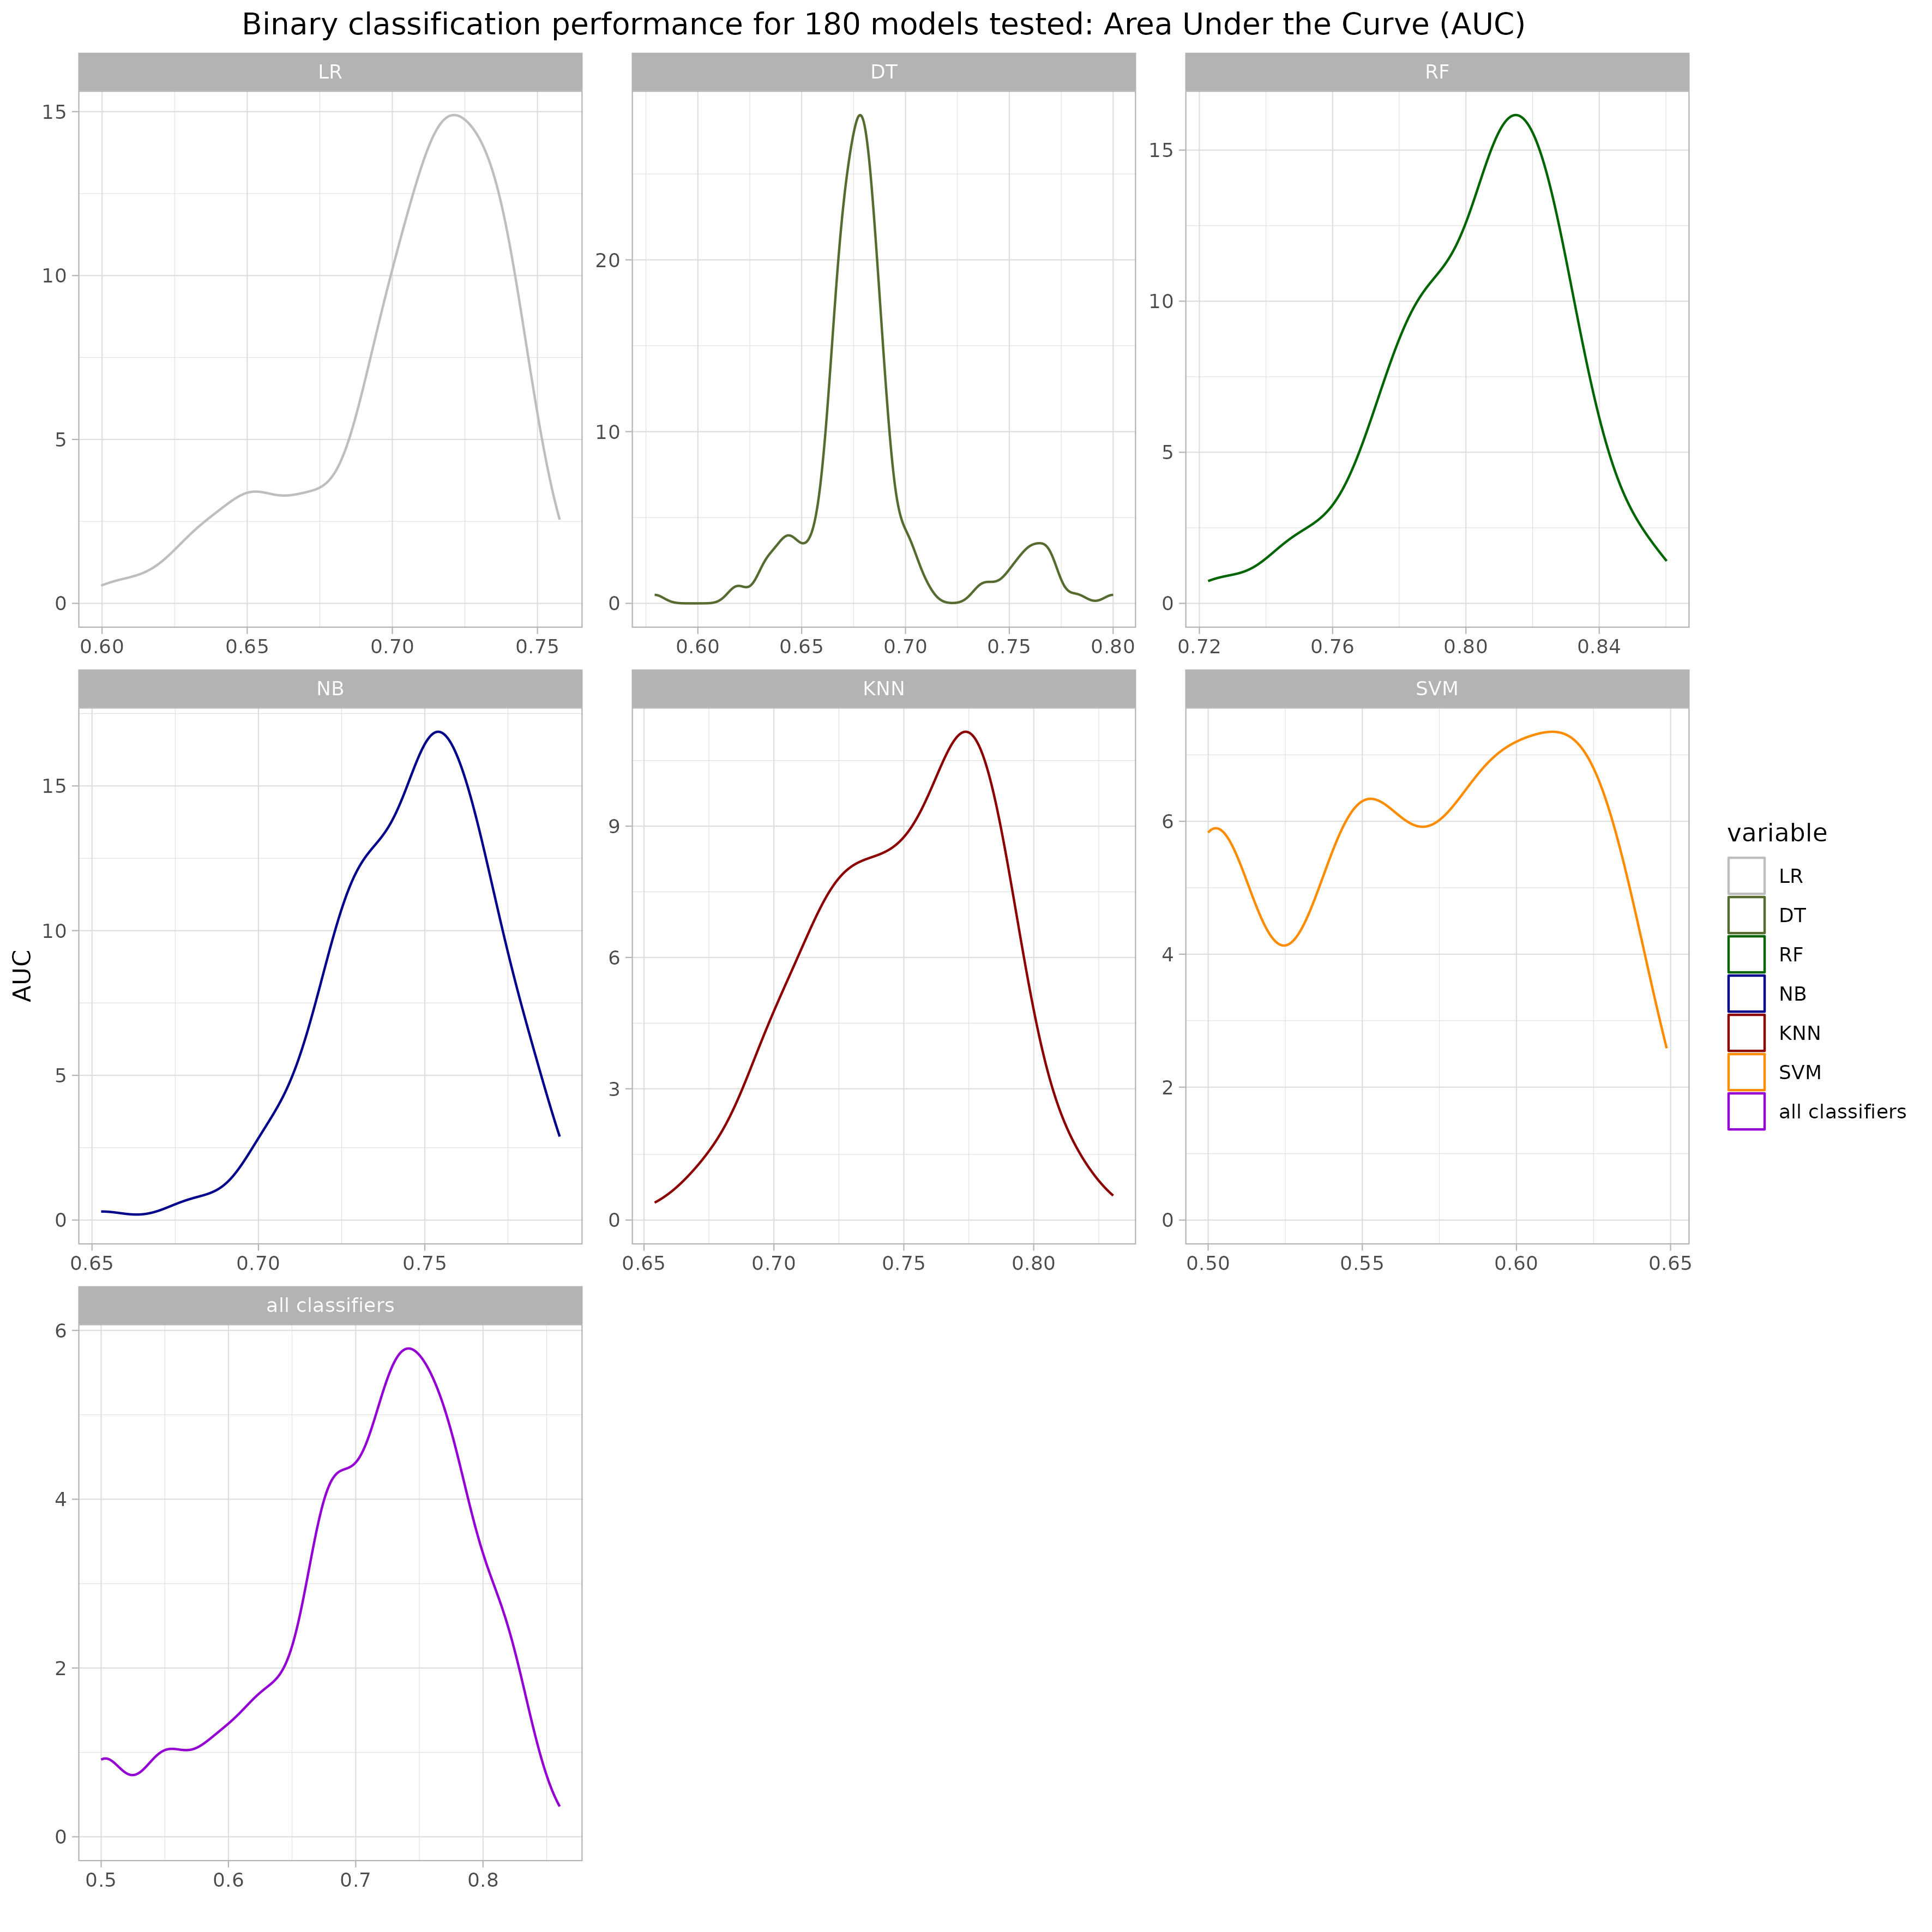 Binary classification performance for 180 models tested: Area Under the Curve (AUC)
LR
DT
RF
15
10
5
0
0.60 0.65 0.70 0.75
20
10
0
0.60 0.65 0.70 0.75 0.80
15
10
5
0
0.72 0.76 0.80 0.84
NB
KNN
SVM
15
10
5
0
0.65 0.70 0.75
9
6
3
0
0.65 0.70 0.75 0.80
6
4
2
0
0.50 0.55 0.60 0.65
AUC
all classifiers
6
4
2
0
0.5 0.6 0.7 0.8
variable
LR
DT
RF
NB
KNN
SVM
all classifiers